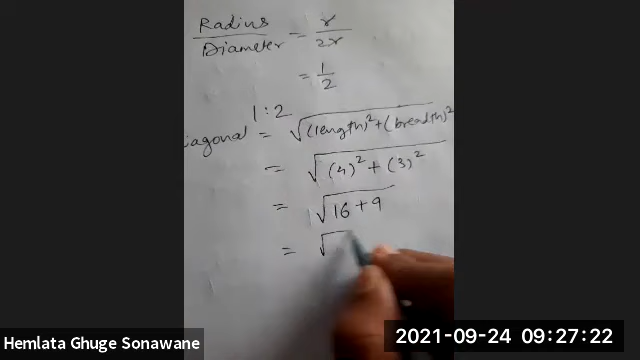 Radius / Diameter = r / 2r
= 1/2
1 : 2
iagonal = √(length)² + (breadth)²
= √(4)² + (3)²
= √16 + 9
= √
Hemlata Ghuge Sonawane
2021-09-24 09:27:22